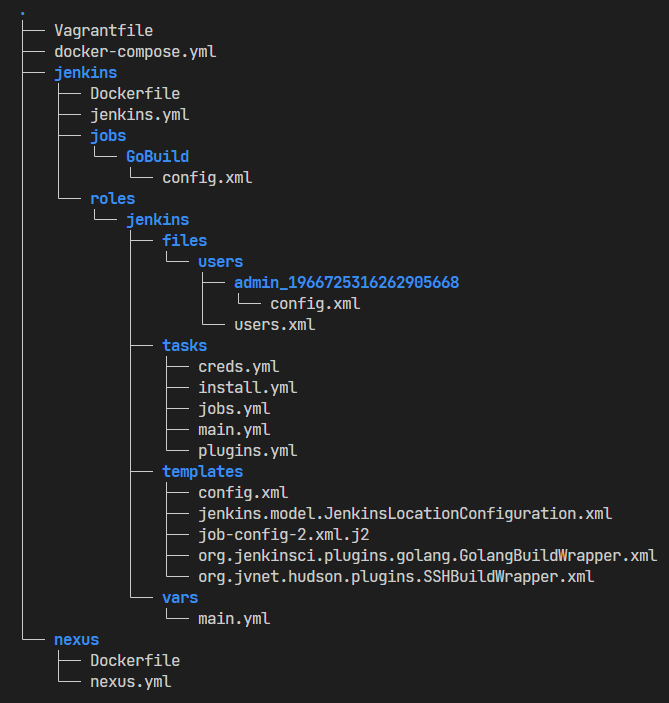 .
Vagrantfile
docker-compose.yml
jenkins
Dockerfile
jenkins.yml
jobs
GoBuild
config.xml
roles
jenkins
files
users
admin_1966725316262905668
config.xml
users.xml
tasks
creds.yml
install.yml
jobs.yml
main.yml
plugins.yml
templates
config.xml
jenkins.model.JenkinsLocationConfiguration.xml
job-config-2.xml.j2
org.jenkinsci.plugins.golang.GolangBuildWrapper.xml
org.jvnet.hudson.plugins.SSHBuildWrapper.xml
vars
main.yml
nexus
Dockerfile
nexus.yml